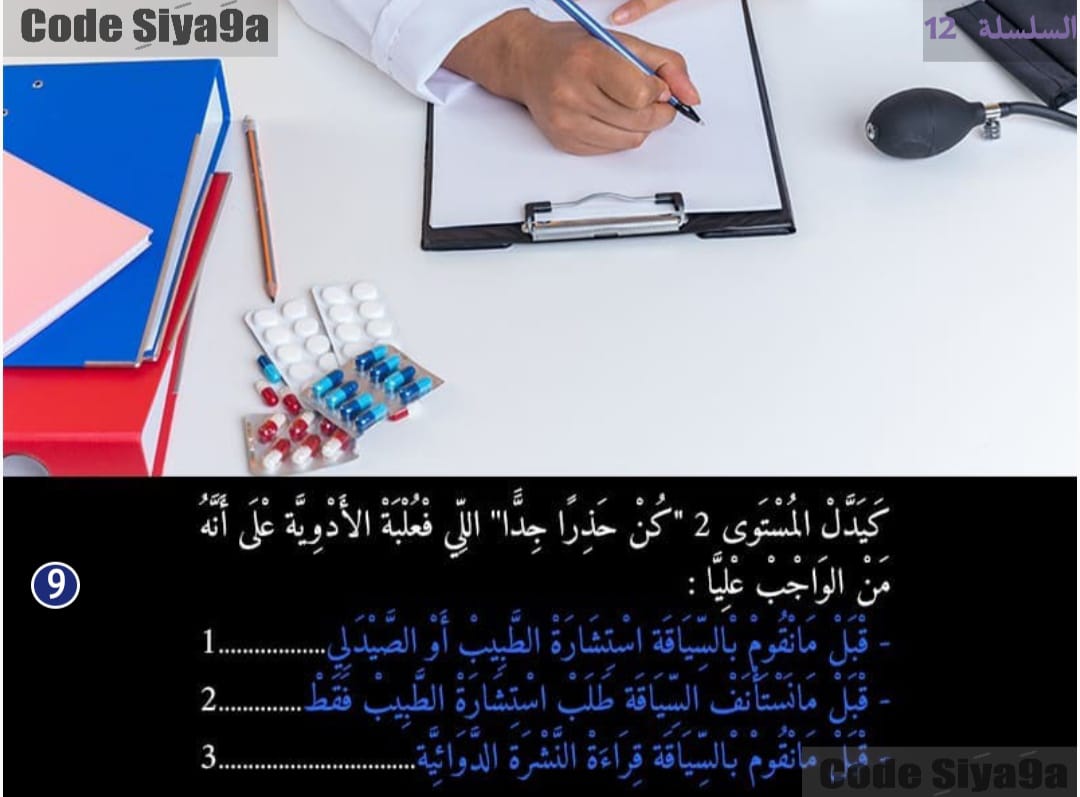 Code Siya9a
السلسلة 12
كَيَدَّلْ المُسْتَوى 2 "كُنْ حَذِرًا جِدًّا" اللِّي فْعُلْبَةْ الأَدْوِيَّة عْلَى أَنَّهُ
مَنْ الوَاجْبْ عْلِيَّا :
9
- قْبَلْ مَانْقُومْ بْالسِّيَاقَة اسْتِشَارَةْ الطَّبِيبْ أَوْ الصَّيْدَلِي..................1
- قْبَلْ مَانَسْتَأْنَفْ السِّيَاقَة طَلَبْ اسْتِشَارَةْ الطَّبِيبْ فَقَطْ..............2
- قْبَلْ مَانْقُومْ بْالسِّيَاقَة قِرَاءَةْ النَّشْرَة الدَّوَائِيَّة.................................3
Code Siya9a